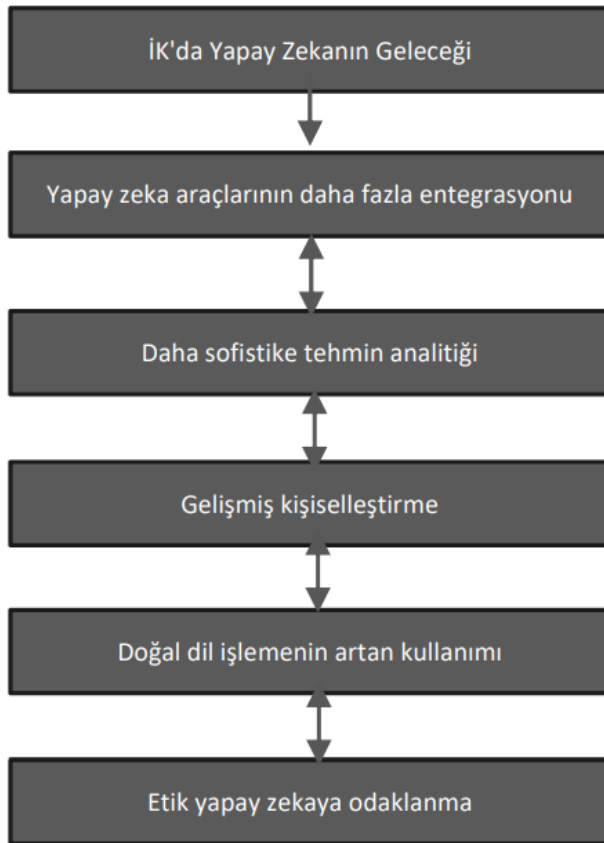 İK'da Yapay Zekanın Geleceği
Yapay zeka araçlarının daha fazla entegrasyonu
Daha sofistike tehmin analitiği
Gelişmiş kişiselleştirme
Doğal dil işlemenin artan kullanımı
Etik yapay zekaya odaklanma